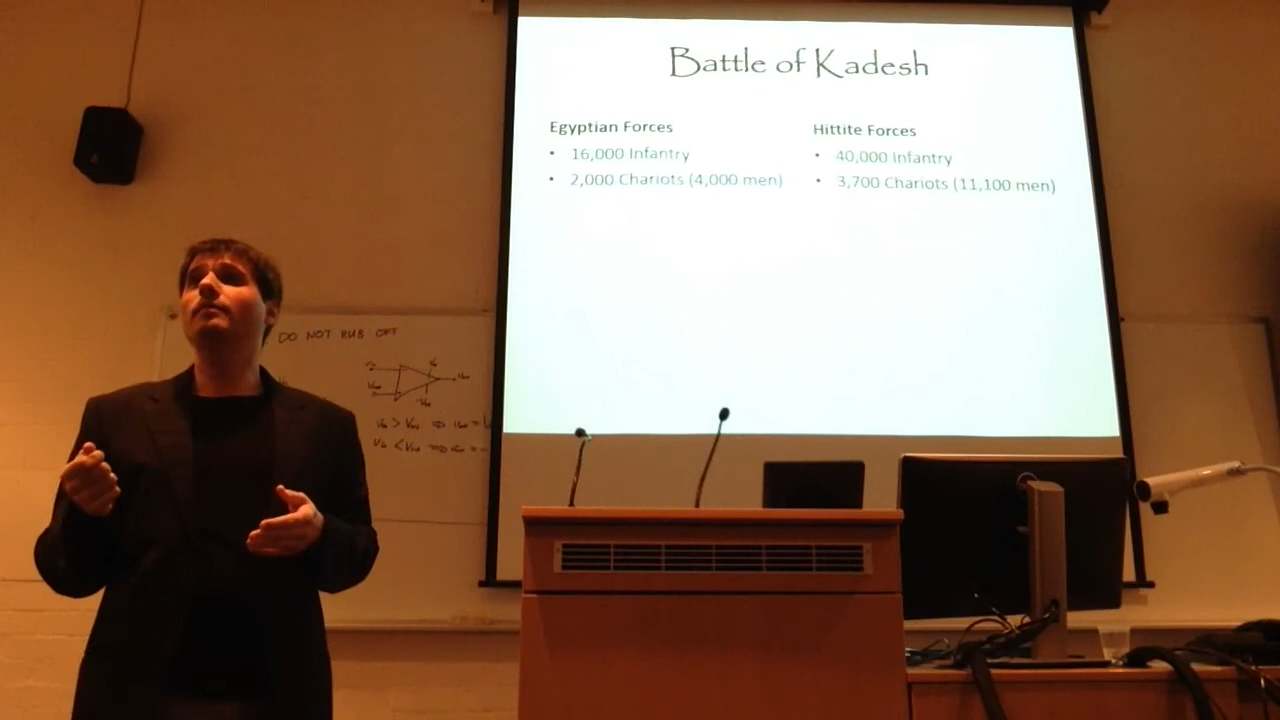 Battle of Kadesh
Egyptian Forces
• 16,000 Infantry
• 2,000 Chariots (4,000 men)
Hittite Forces
• 40,000 Infantry
• 3,700 Chariots (11,100 men)
DO NOT RUB OFF